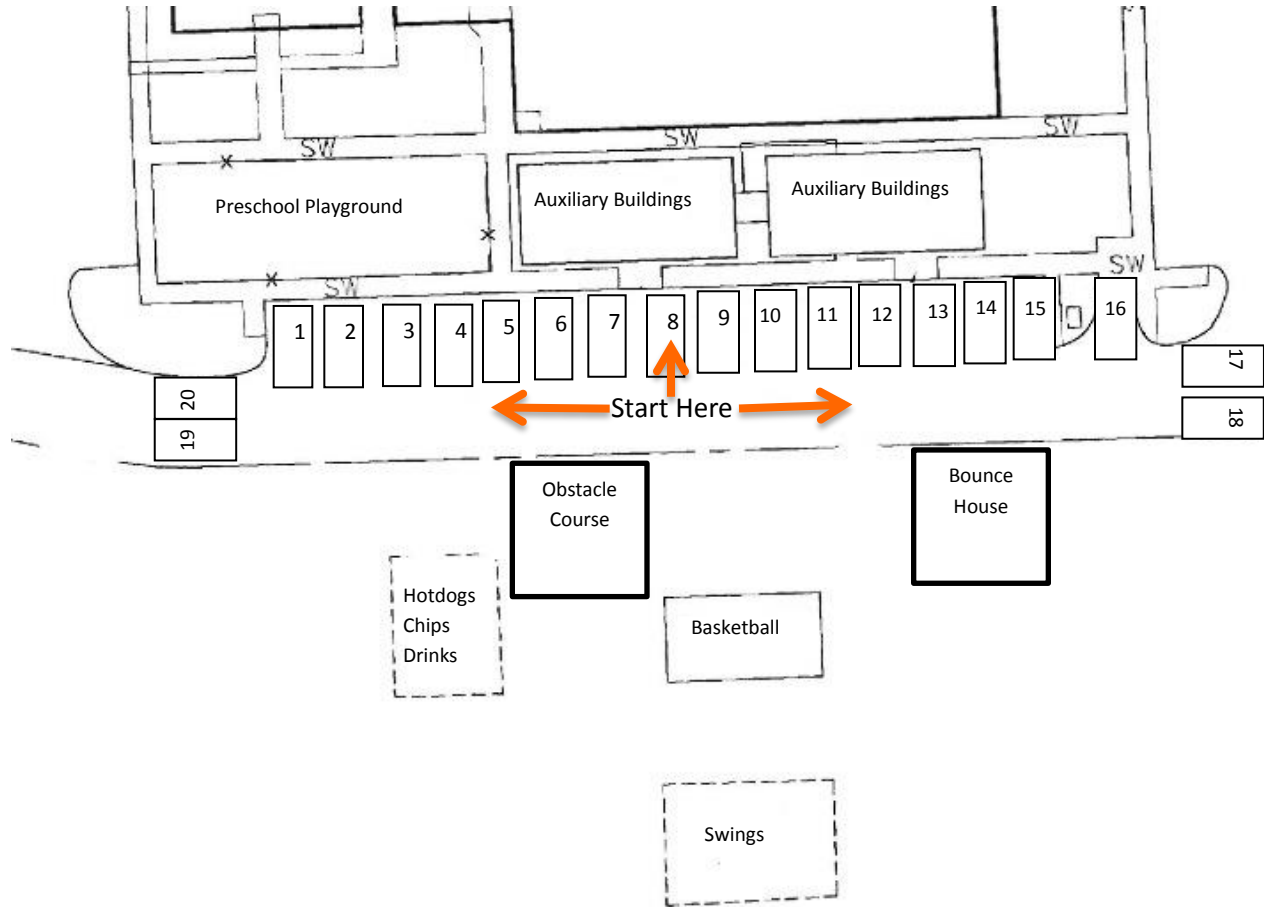 SW
SW
SW
Preschool Playground
Auxiliary Buildings
Auxiliary Buildings
SW
SW
1
2
3
4
5
6
7
8
9
10
11
12
13
14
15
16
17
18
20
19
Start Here
Obstacle
Course
Bounce
House
Hotdogs
Chips
Drinks
Basketball
Swings